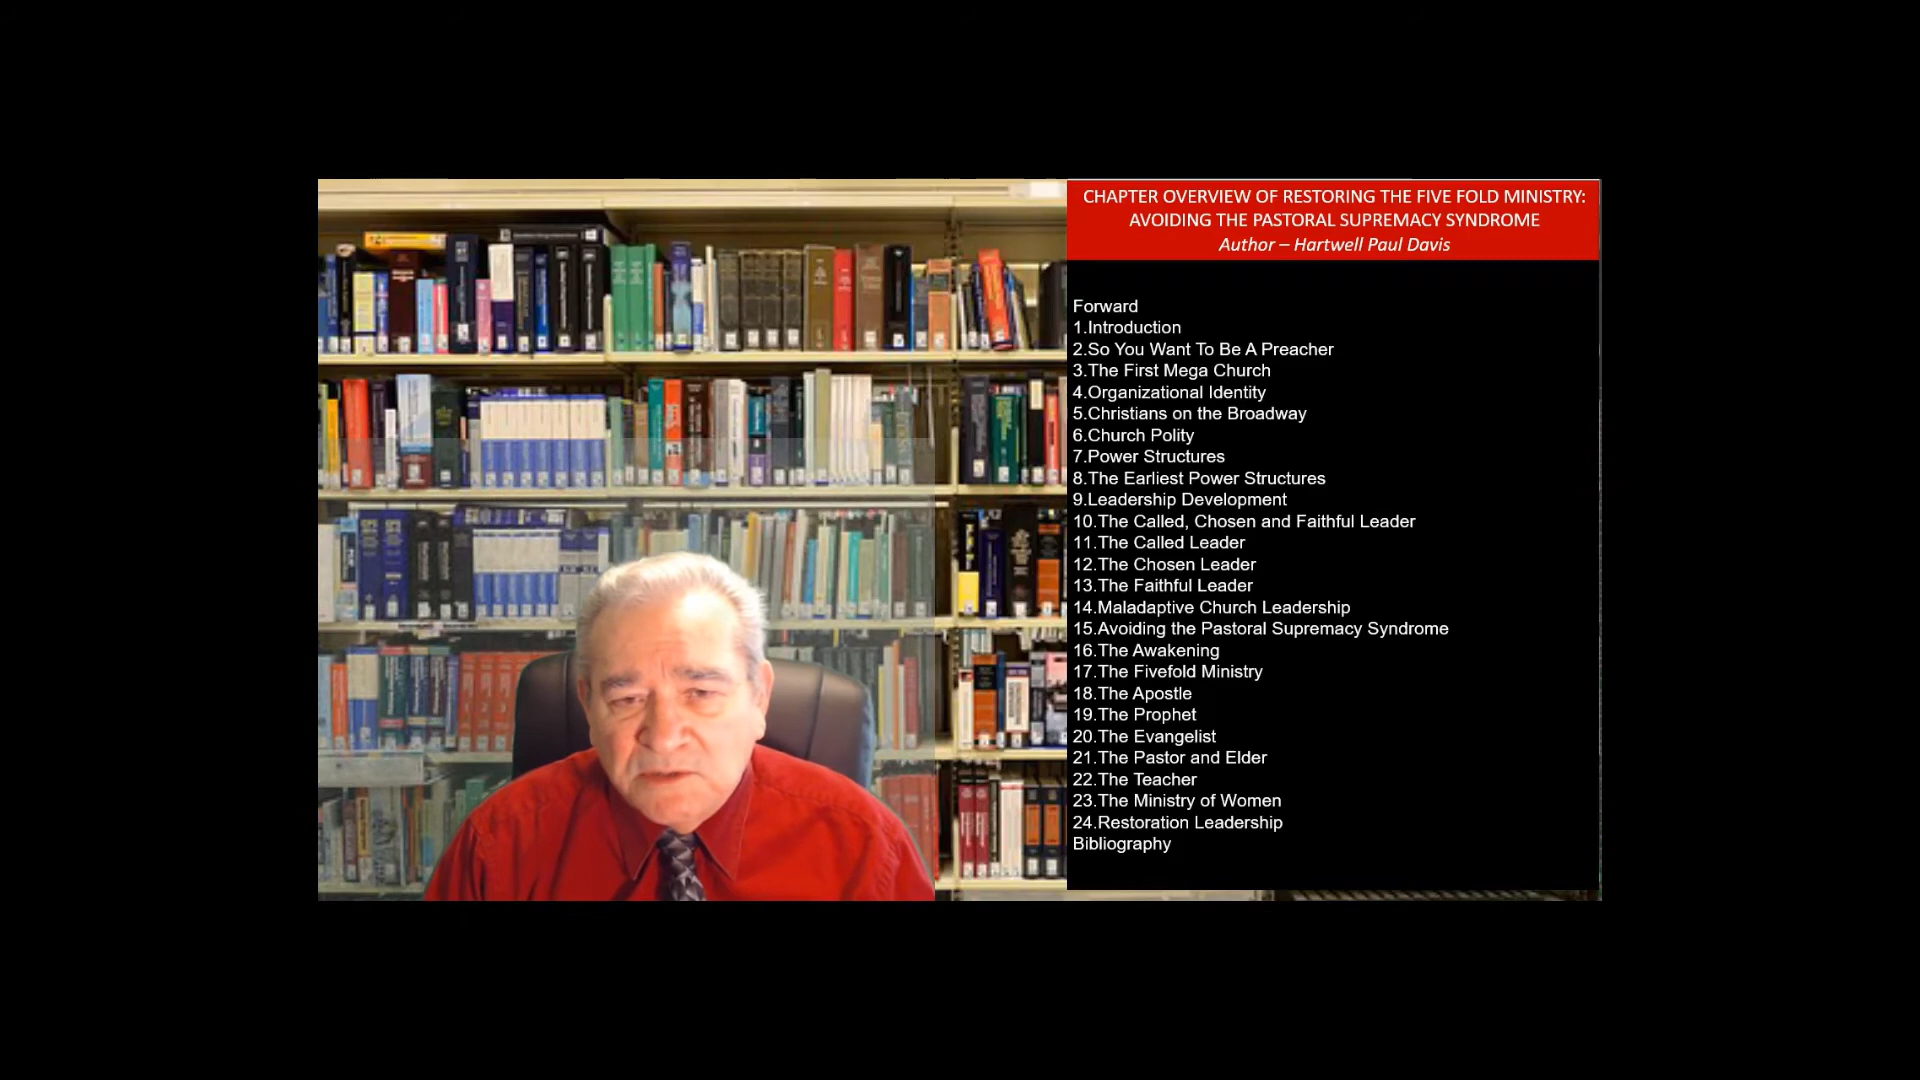 CHAPTER OVERVIEW OF RESTORING THE FIVE FOLD MINISTRY:
AVOIDING THE PASTORAL SUPREMACY SYNDROME
Author – Hartwell Paul Davis
Forward
1.Introduction
2.So You Want To Be A Preacher
3.The First Mega Church
4.Organizational Identity
5.Christians on the Broadway
6.Church Polity
7.Power Structures
8.The Earliest Power Structures
9.Leadership Development
10.The Called, Chosen and Faithful Leader
11.The Called Leader
12.The Chosen Leader
13.The Faithful Leader
14.Maladaptive Church Leadership
15.Avoiding the Pastoral Supremacy Syndrome
16.The Awakening
17.The Fivefold Ministry
18.The Apostle
19.The Prophet
20.The Evangelist
21.The Pastor and Elder
22.The Teacher
23.The Ministry of Women
24.Restoration Leadership
Bibliography